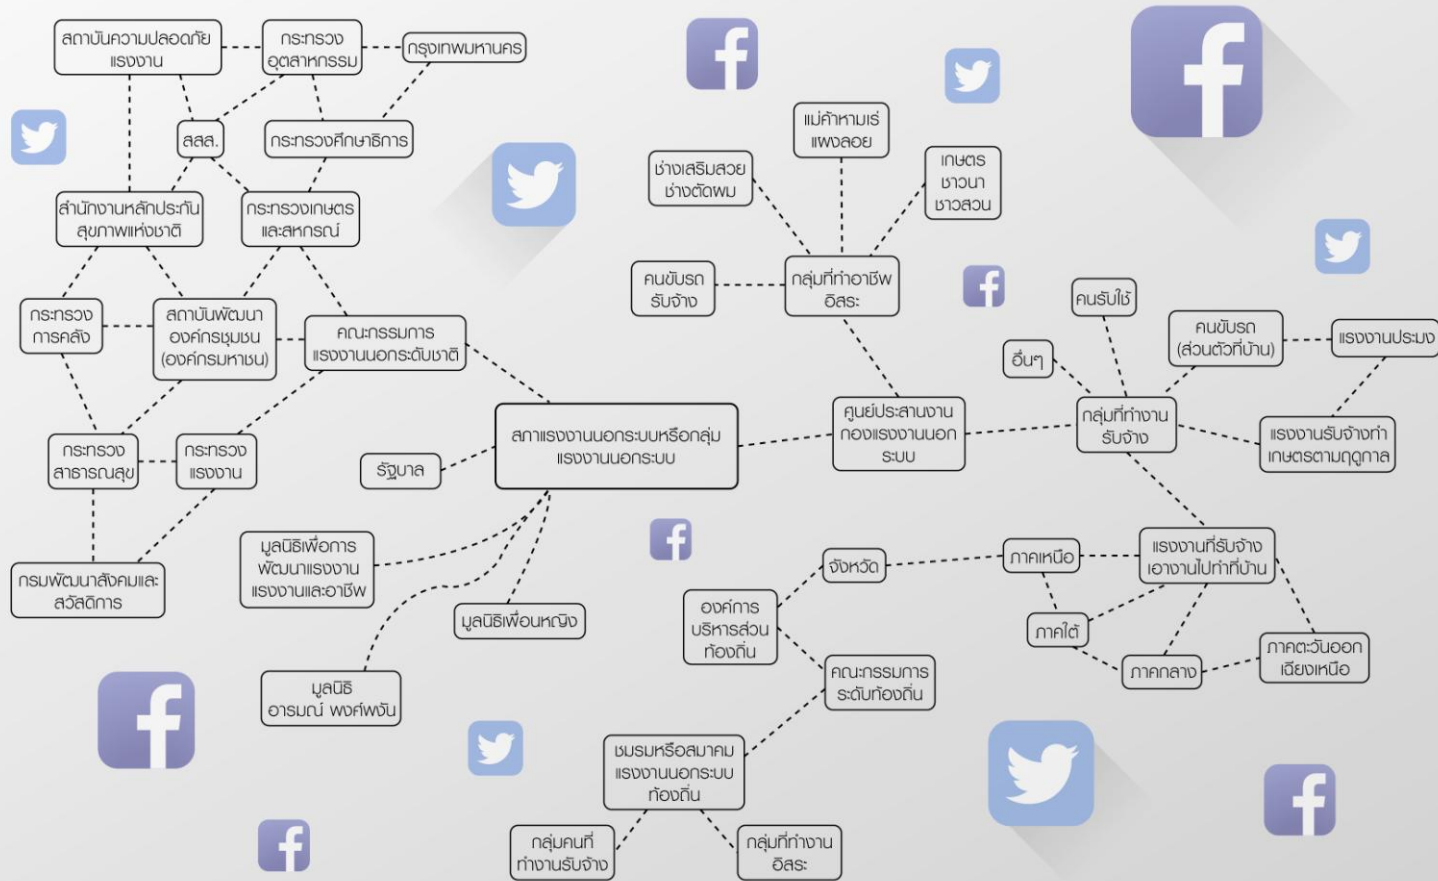 สถาบันความปลอดภัย
แรงงาน
กระทรวง
อุตสาหกรรม
กรุงเทพมหานคร
สสส.
กระทรวงศึกษาธิการ
สำนักงานหลักประกัน
สุขภาพแห่งชาติ
กระทรวงเกษตร
และสหกรณ์
กระทรวง
การคลัง
สถาบันพัฒนา
องค์กรชุมชน
(องค์กรมหาชน)
คณะกรรมการ
แรงงานนอกระดับชาติ
กระทรวง
สาธารณสุข
กระทรวง
แรงงาน
กรมพัฒนาสังคมและ
สวัสดิการ
รัฐบาล
สภาแรงงานนอกระบบหรือกลุ่ม
แรงงานนอกระบบ
มูลนิธิเพื่อการ
พัฒนาแรงงาน
แรงงานและอาชีพ
มูลนิธิเพื่อนหญิง
มูลนิธิ
อารมณ์ พงศ์พงัน
แม่ค้าหาบเร่
แผงลอย
ช่างเสริมสวย
ช่างตัดผม
เกษตร
ชาวนา
ชาวสวน
คนขับรถ
รับจ้าง
กลุ่มที่ทำอาชีพ
อิสระ
ศูนย์ประสานงาน
กองแรงงานนอก
ระบบ
คนรับใช้
อื่นๆ
คนขับรถ
(ส่วนตัวที่บ้าน)
แรงงานประมง
กลุ่มที่ทำงาน
รับจ้าง
แรงงานรับจ้างทำ
เกษตรตามฤดูกาล
แรงงานที่รับจ้าง
เอางานไปทำที่บ้าน
ภาคเหนือ
ภาคใต้
ภาคกลาง
ภาคตะวันออก
เฉียงเหนือ
จังหวัด
องค์การ
บริหารส่วน
ท้องถิ่น
คณะกรรมการ
ระดับท้องถิ่น
ชมรมหรือสมาคม
แรงงานนอกระบบ
ท้องถิ่น
กลุ่มคนที่
ทำงานรับจ้าง
กลุ่มที่ทำงาน
อิสระ